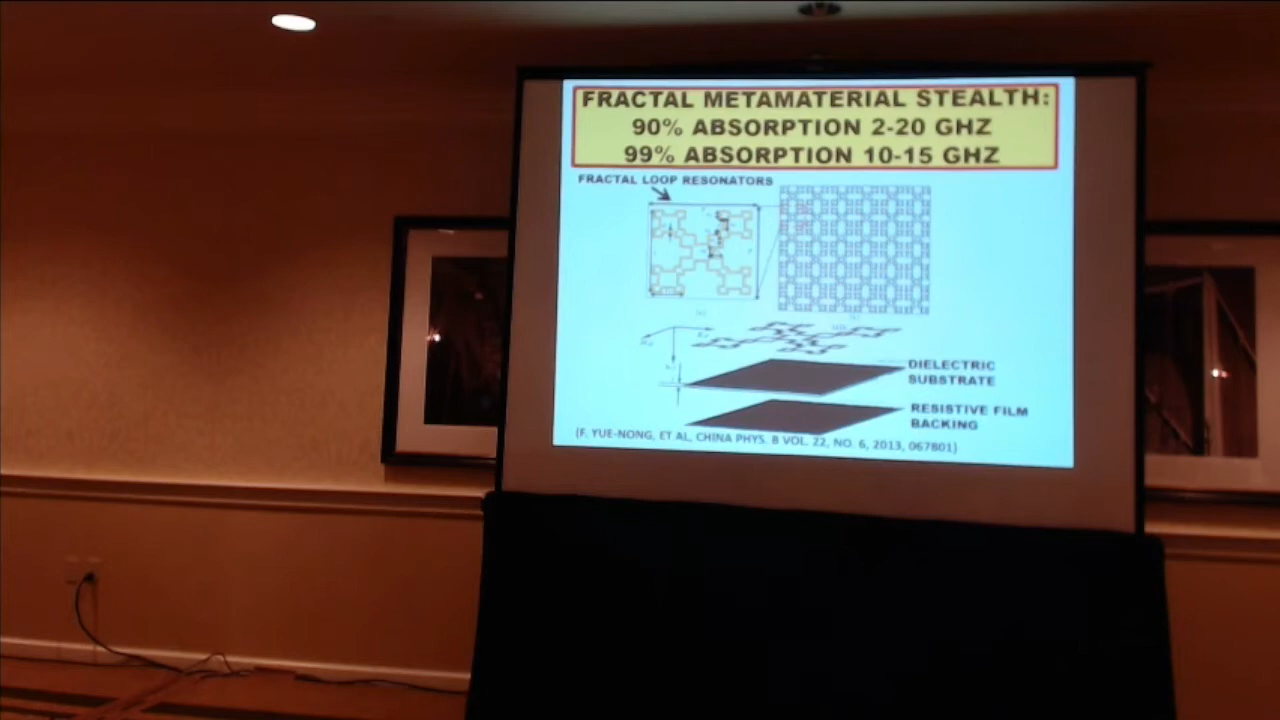 FRACTAL METAMATERIAL STEALTH:
90% ABSORPTION 2-20 GHZ
99% ABSORPTION 10-15 GHZ
FRACTAL LOOP RESONATORS
DIELECTRIC
SUBSTRATE
RESISTIVE FILM
BACKING
(F. YUE-NONG, ET AL, CHINA PHYS. B VOL. 22, NO. 6, 2013, 067801)